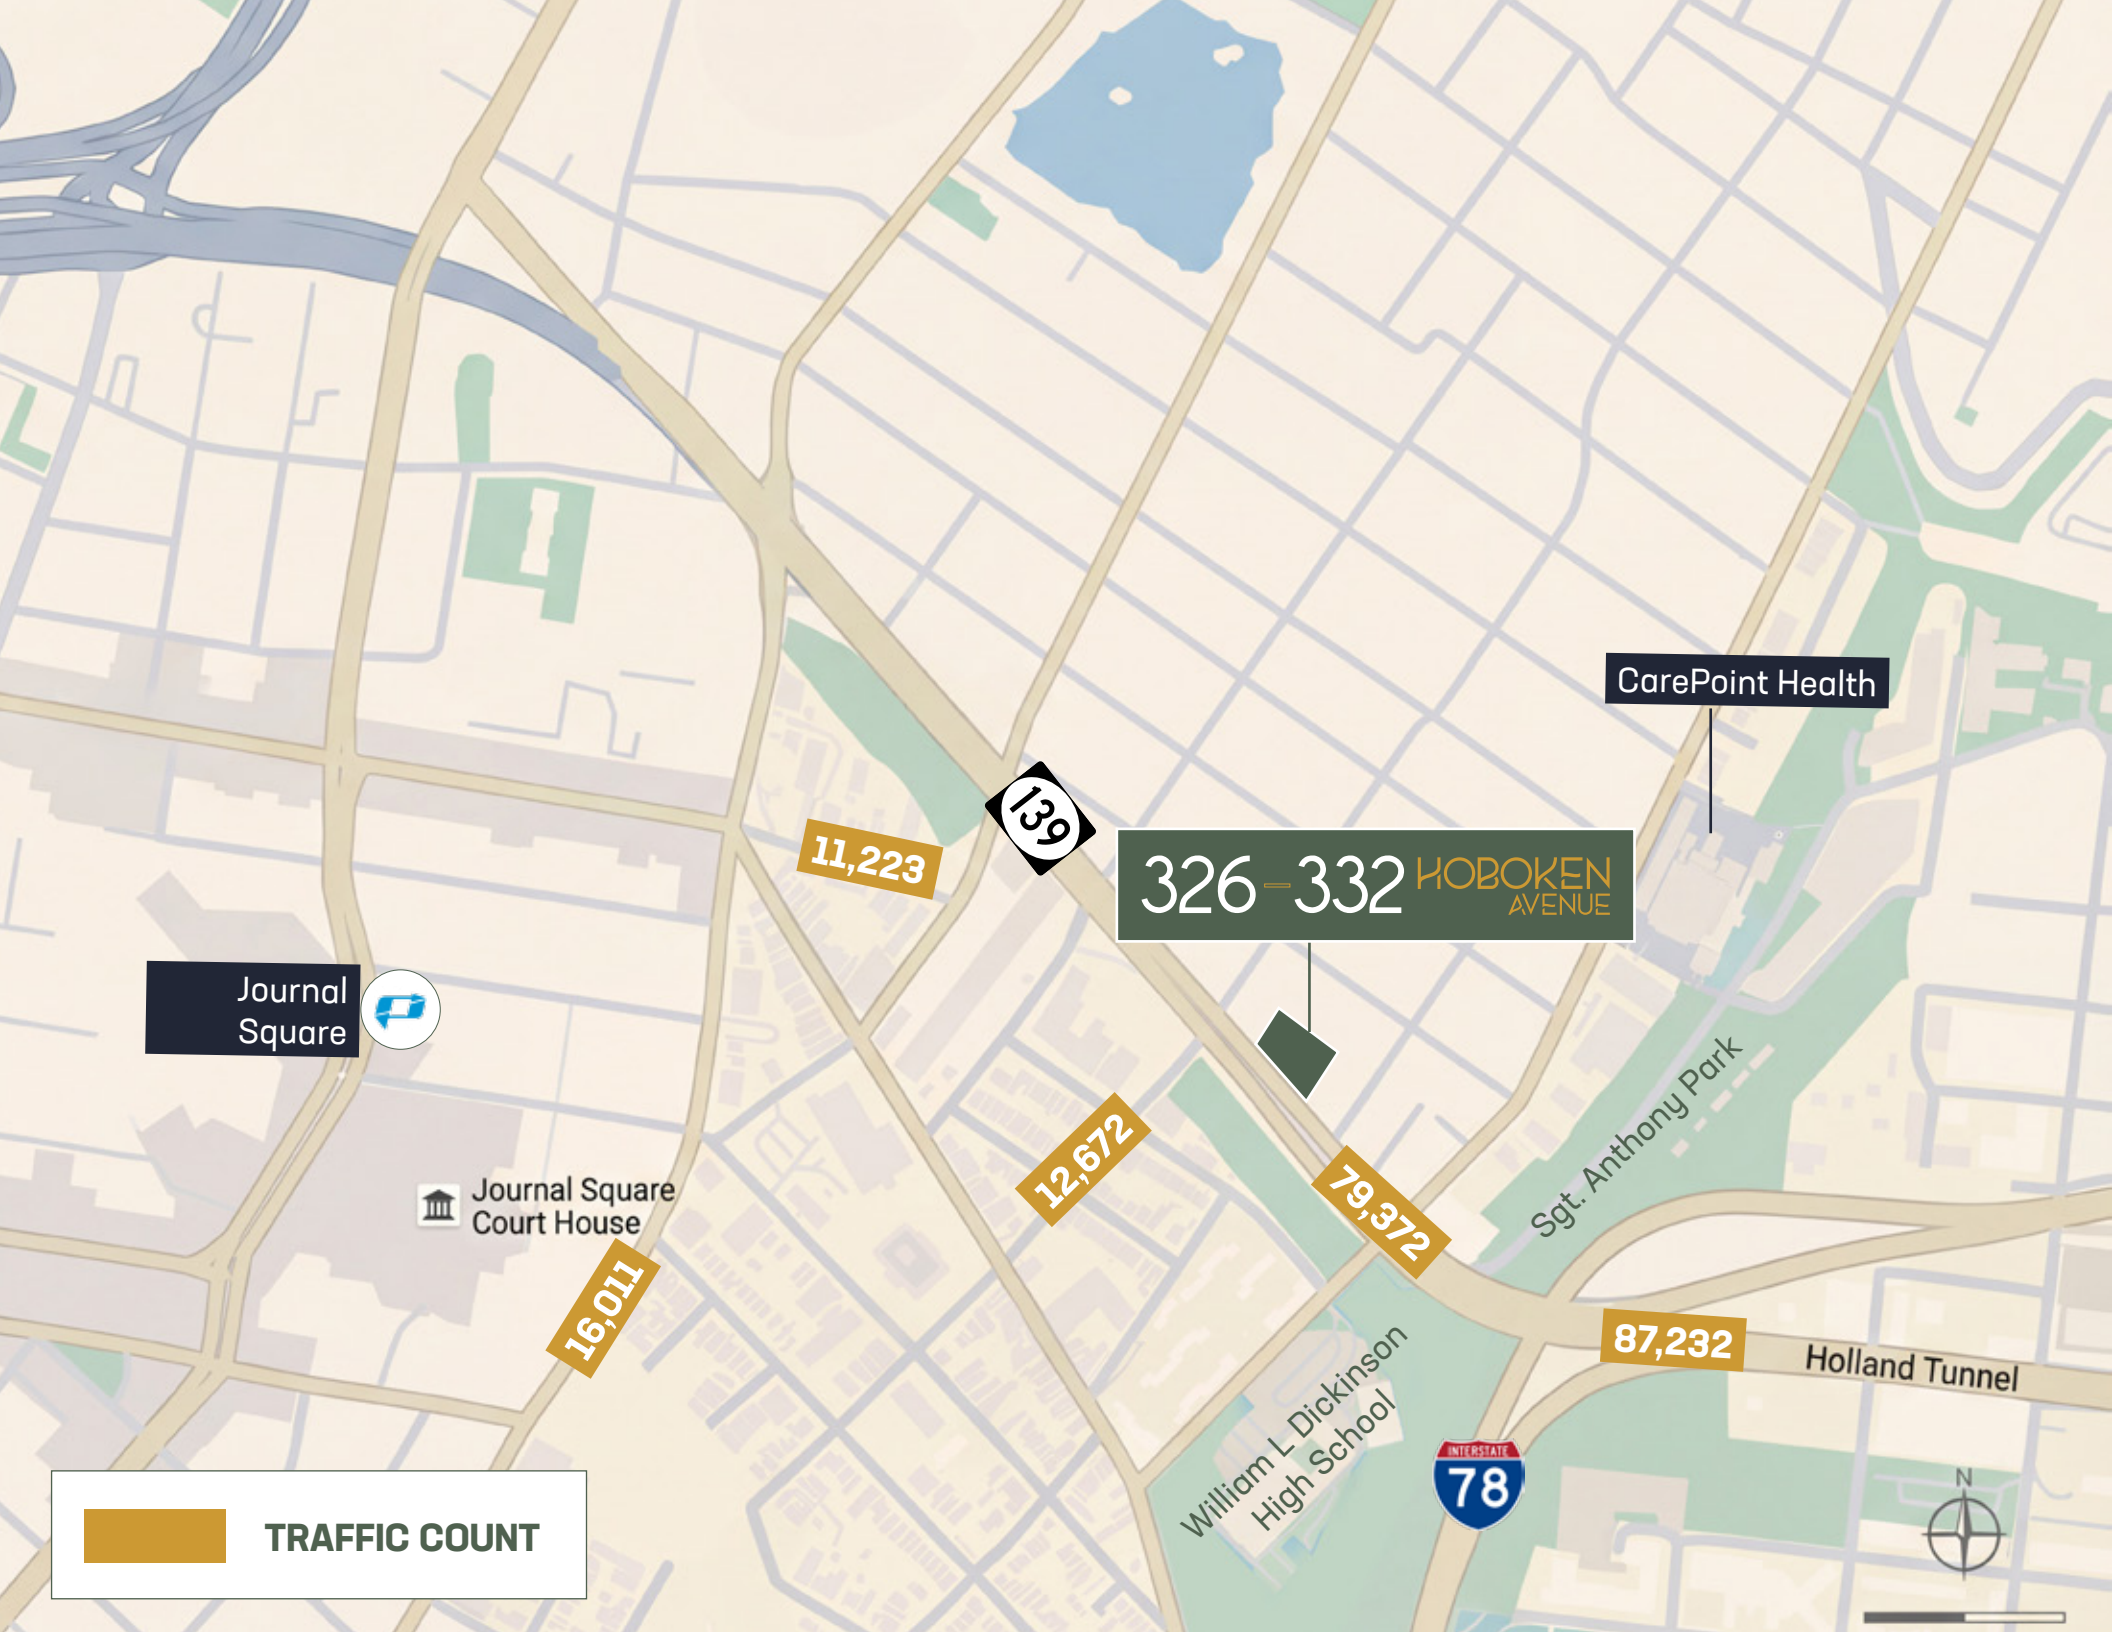 CarePoint Health
139
326-332 HOBOKEN
AVENUE
11,223
Journal
Square
Sgt. Anthony Park
12,672
79,372
Journal Square
Court House
16,011
87,232
Holland Tunnel
William L Dickinson
High School
INTERSTATE
78
N
TRAFFIC COUNT